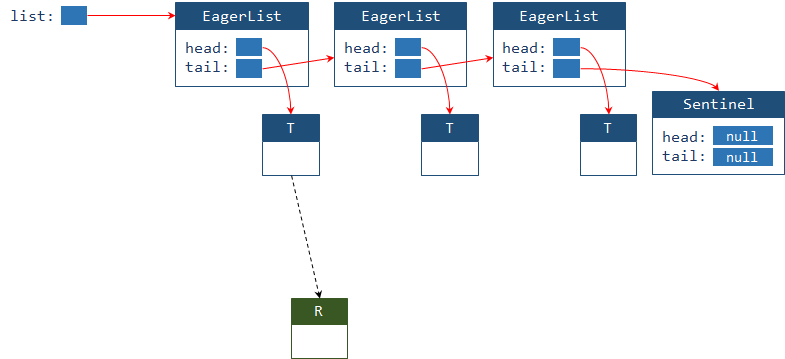 list:
EagerList
head:
tail:
EagerList
head:
tail:
EagerList
head:
tail:
T
T
T
Sentinel
head: null
tail: null
R